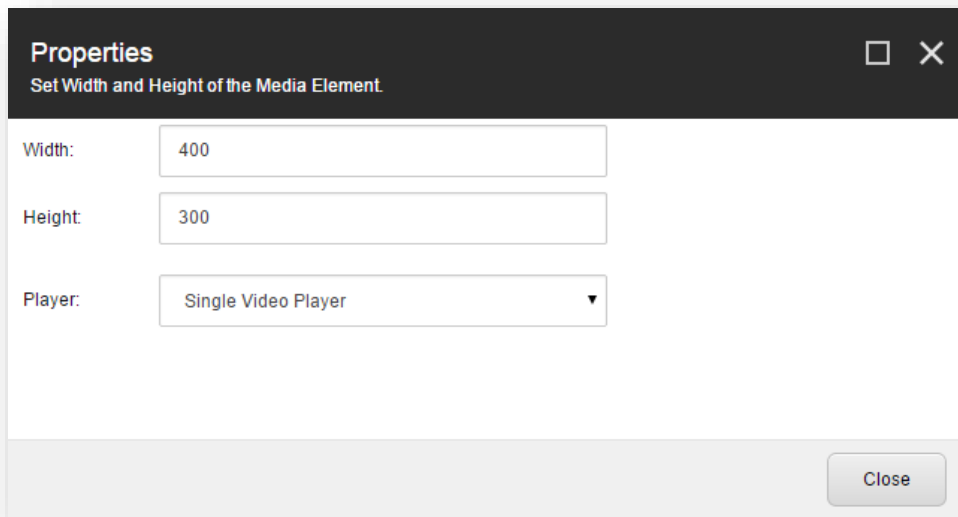 Properties
Set Width and Height of the Media Element.
Width:
400
Height:
300
Player:
Single Video Player
Close